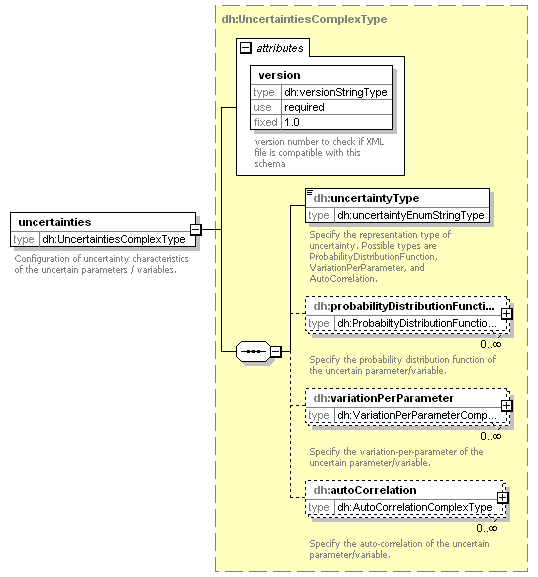 dh:UncertaintiesComplexType
attributes
version
type dh:versionStringType
use required
fixed 1.0
version number to check if XML
file is compatible with this
schema
uncertainties
type dh:UncertaintiesComplexType
Configuration of uncertainty characteristics
of the uncertain parameters / variables.
dh:uncertaintyType
type dh:uncertaintyEnumStringType
Specify the representation type of
uncertainty. Possible types are
ProbabilityDistributionFunction,
VariationPerParameter, and
AutoCorrelation.
dh:probabilityDistributionFuncti...
type dh:ProbabiltyDistributionFunctio...
0..∞
Specify the probability distribution function of
the uncertain parameter/variable.
dh:variationPerParameter
type dh:VariationPerParameterComp...
0..∞
Specify the variation-per-parameter of the
uncertain parameter/variable.
dh:autoCorrelation
type dh:AutoCorrelationComplexType
0..∞
Specify the auto-correlation of the uncertain
parameter/variable.